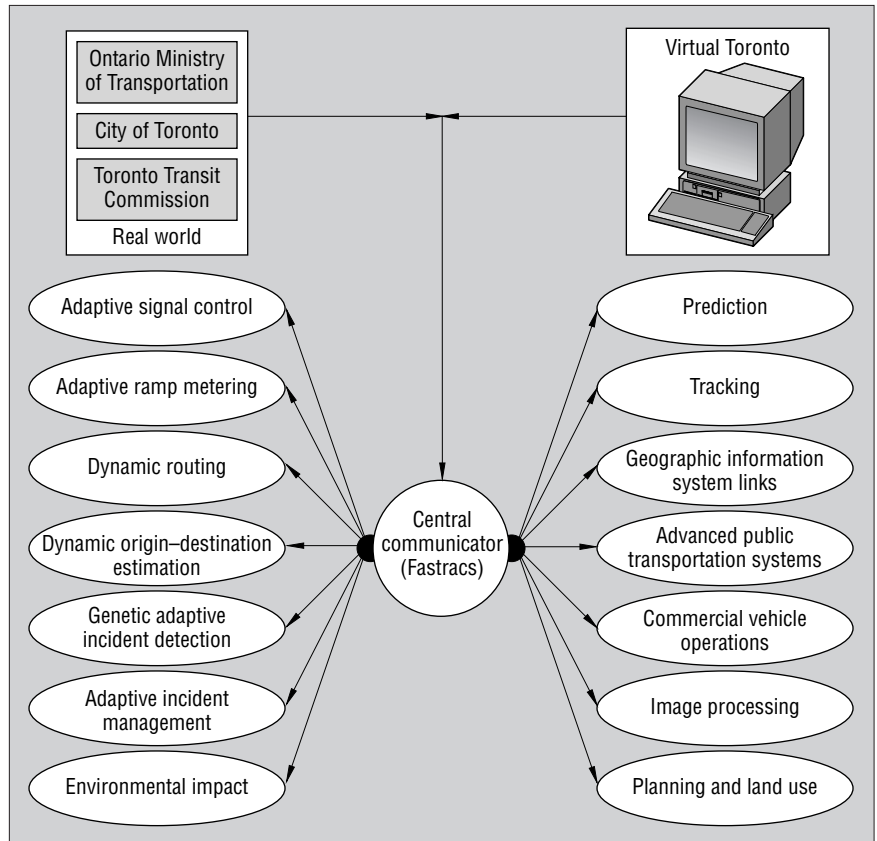 Ontario Ministry
of Transportation
City of Toronto
Toronto Transit
Commission
Real world
Virtual Toronto
Adaptive signal control
Adaptive ramp metering
Dynamic routing
Dynamic origin–destination
estimation
Genetic adaptive
incident detection
Adaptive incident
management
Environmental impact
Central
communicator
(Fastracs)
Prediction
Tracking
Geographic information
system links
Advanced public
transportation systems
Commercial vehicle
operations
Image processing
Planning and land use